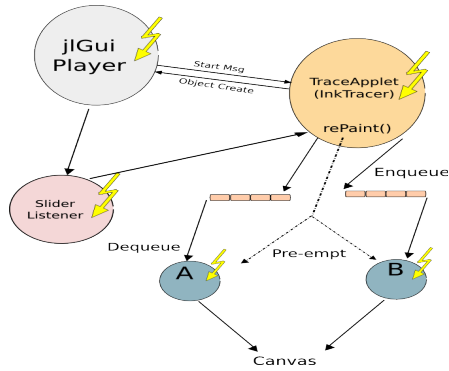 jlGui
Player
Start Msg
Object Create
TraceApplet
(InkTracer)
rePaint()
Enqueue
Slider
Listener
Dequeue
Pre-empt
A
B
Canvas